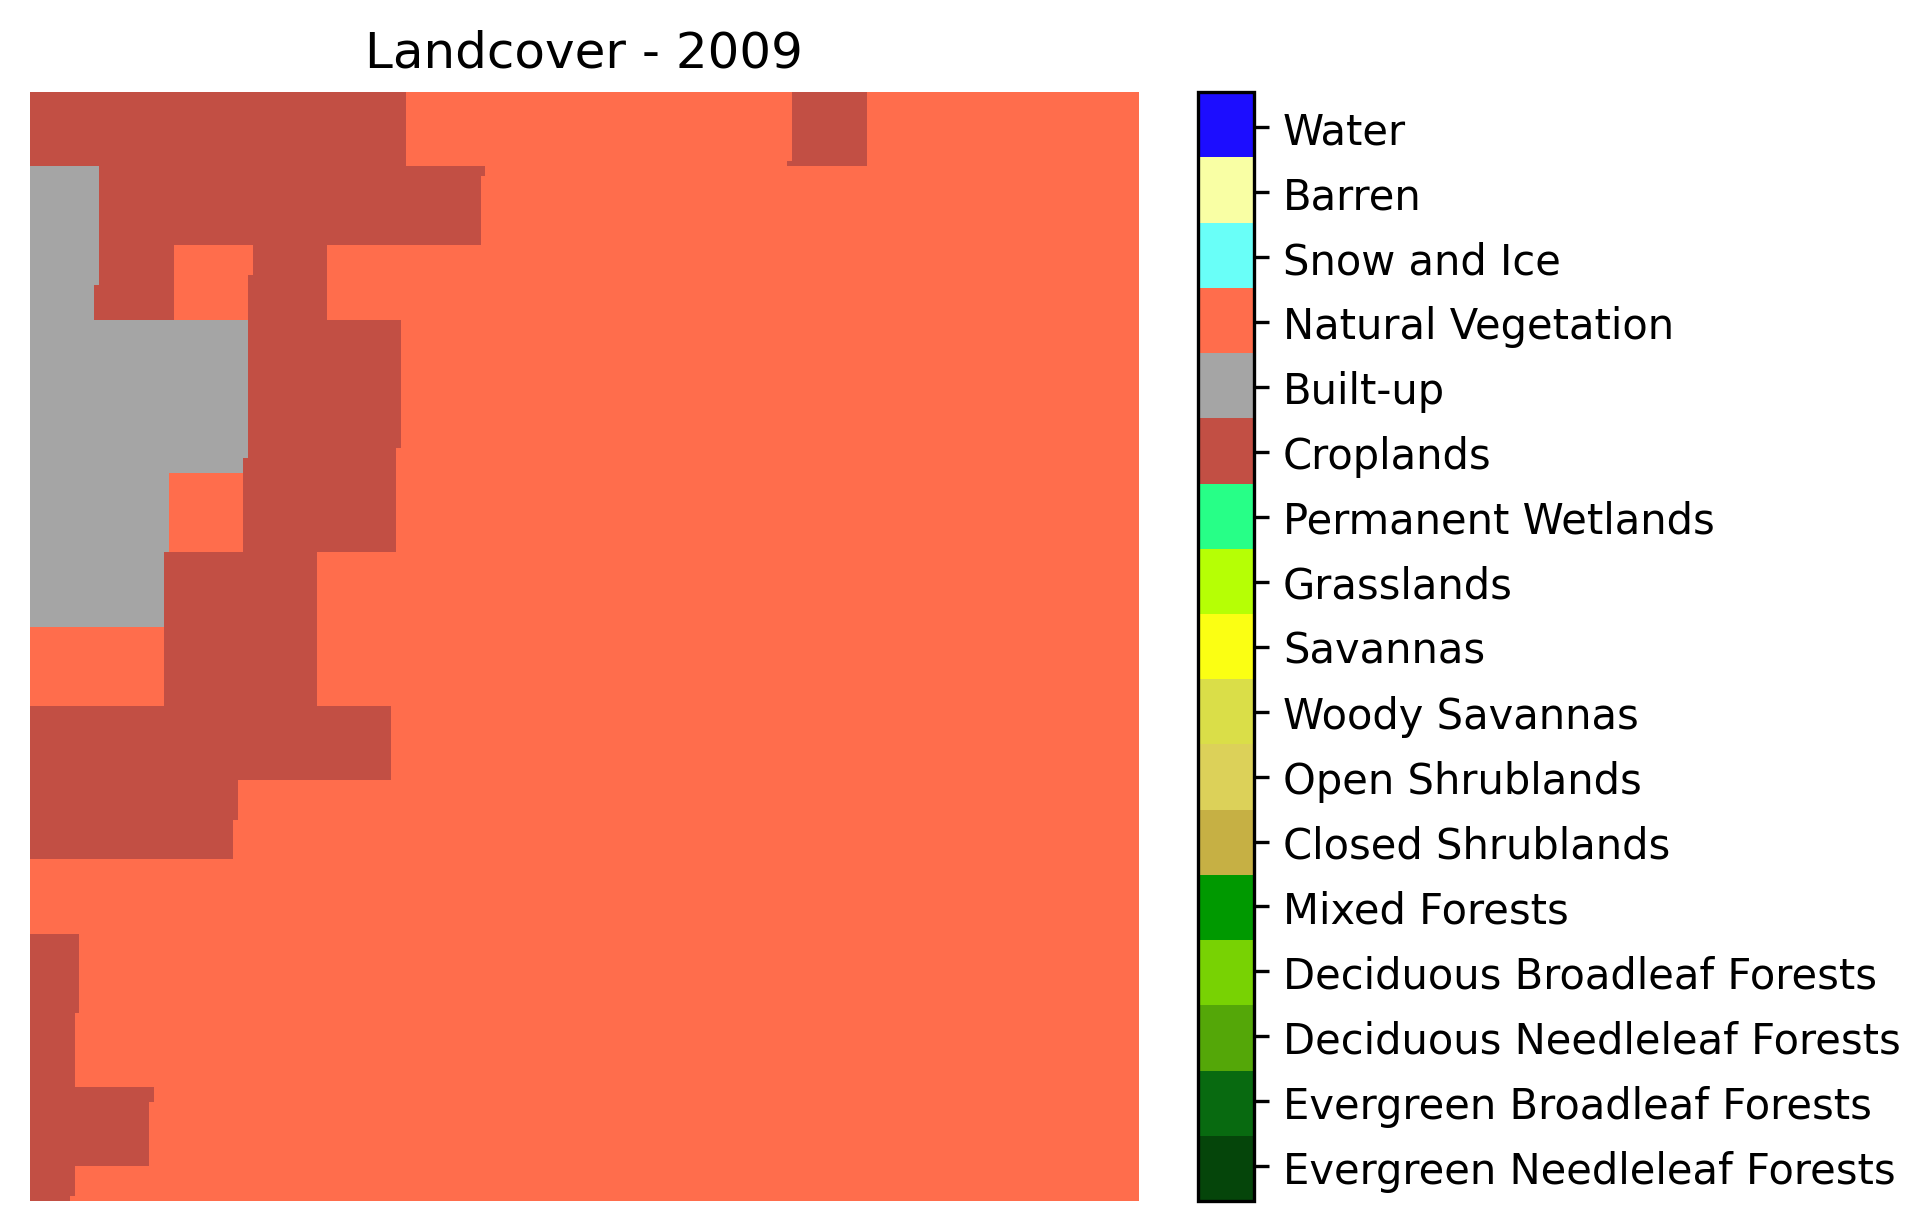 Landcover - 2009
Water
Barren
Snow and Ice
Natural Vegetation
Built-up
Croplands
Permanent Wetlands
Grasslands
Savannas
Woody Savannas
Open Shrublands
Closed Shrublands
Mixed Forests
Deciduous Broadleaf Forests
Deciduous Needleleaf Forests
Evergreen Broadleaf Forests
Evergreen Needleleaf Forests